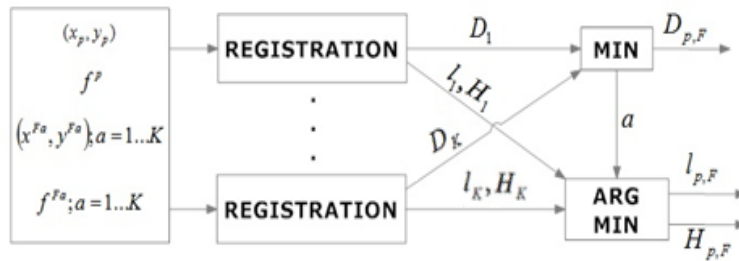 (x_p, y_p)
f^p
(x^{Fa}, y^{Fa}); a = 1...K
f^{Fa}; a = 1...K
REGISTRATION
.
.
.
REGISTRATION
D_1
l_1, H_1
D_K
l_K, H_K
MIN
D_{p,F}
a
ARG
MIN
l_{p,F}
H_{p,F}